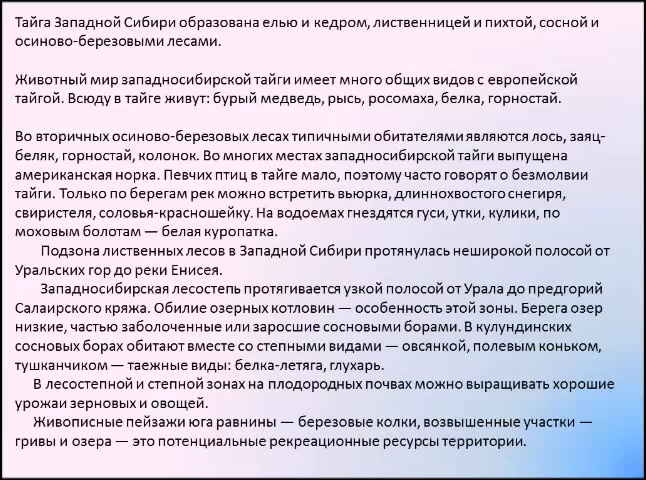 Тайга Западной Сибири образована елью и кедром, лиственницей и пихтой, сосной и
осиново-березовыми лесами.
Животный мир западносибирской тайги имеет много общих видов с европейской
тайгой. Всюду в тайге живут: бурый медведь, рысь, росомаха, белка, горностай.
Во вторичных осиново-березовых лесах типичными обитателями являются лось, заяц-
беляк, горностай, колонок. Во многих местах западносибирской тайги выпущена
американская норка. Певчих птиц в тайге мало, поэтому часто говорят о безмолвии
тайги. Только по берегам рек можно встретить вьюрка, длиннохвостого снегиря,
свиристеля, соловья-красношейку. На водоемах гнездятся гуси, утки, кулики, по
моховым болотам — белая куропатка.
Подзона лиственных лесов в Западной Сибири протянулась неширокой полосой от
Уральских гор до реки Енисея.
Западносибирская лесостепь протягивается узкой полосой от Урала до предгорий
Салаирского кряжа. Обилие озерных котловин — особенность этой зоны. Берега озер
низкие, частью заболоченные или заросшие сосновыми борами. В кулундинских
сосновых борах обитают вместе со степными видами — овсянкой, полевым коньком,
тушканчиком — таежные виды: белка-летяга, глухарь.
В лесостепной и степной зонах на плодородных почвах можно выращивать хорошие
урожаи зерновых и овощей.
Живописные пейзажи юга равнины — березовые колки, возвышенные участки —
гривы и озера — это потенциальные рекреационные ресурсы территории.